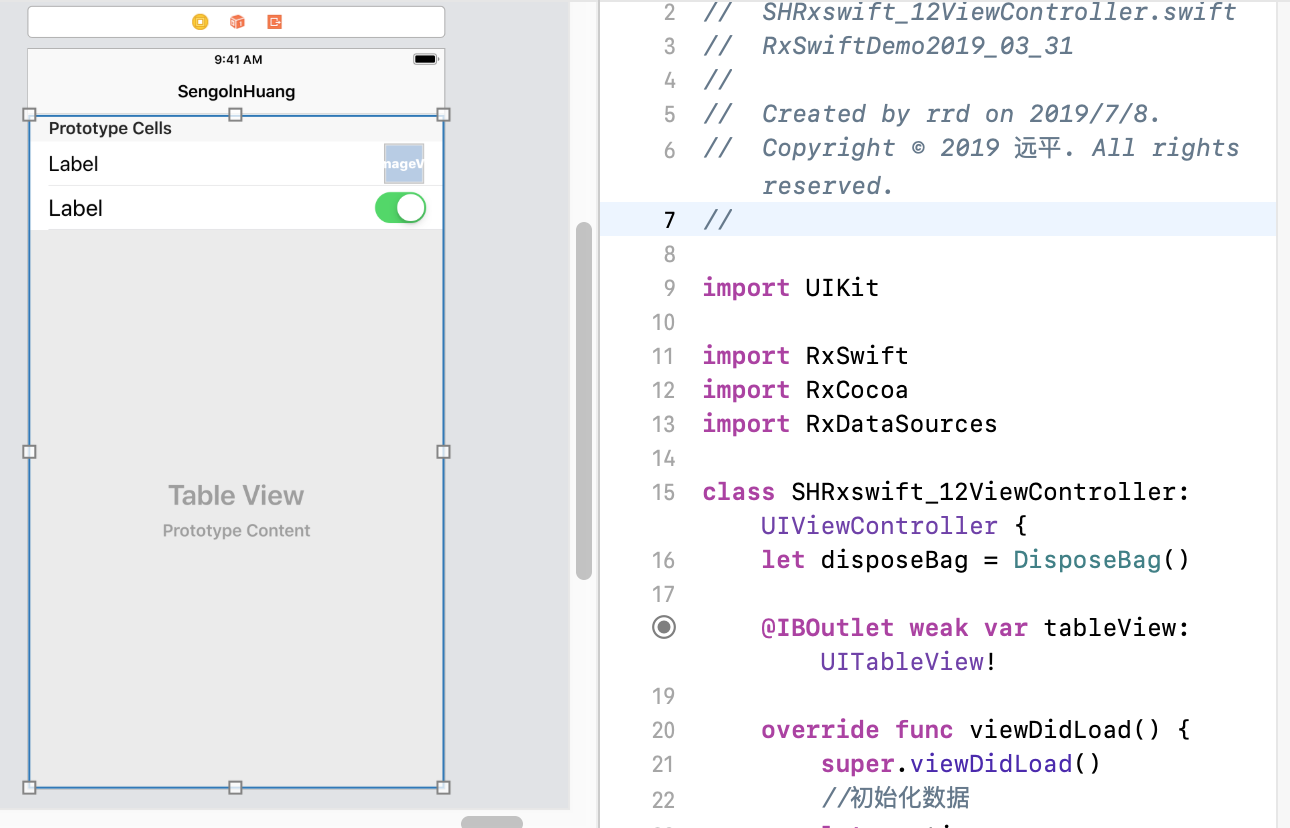 9:41 AM
SengoInHuang
Prototype Cells
Label
nageV
Label
Table View
Prototype Content
2 // SHRxswift_12ViewController.swift
3 // RxSwiftDemo2019_03_31
4 //
5 // Created by rrd on 2019/7/8.
6 // Copyright © 2019 远平. All rights
reserved.
7 //
8
9 import UIKit
10
11 import RxSwift
12 import RxCocoa
13 import RxDataSources
14
15 class SHRxswift_12ViewController:
UIViewController {
16 let disposeBag = DisposeBag()
17
@IBOutlet weak var tableView:
UITableView!
19
20 override func viewDidLoad() {
21 super.viewDidLoad()
22 //初始化数据